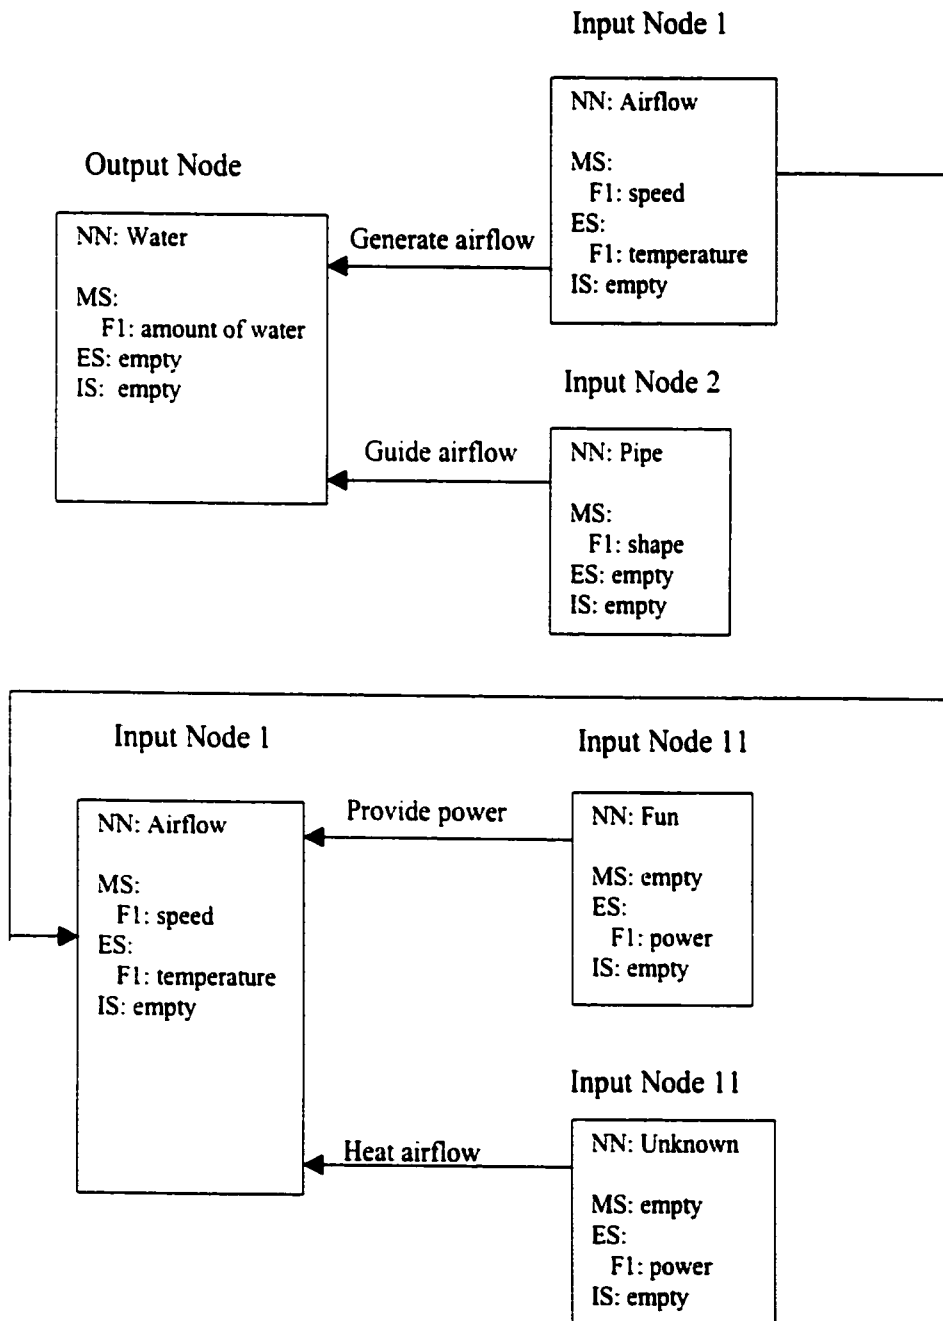 Input Node 1
NN: Airflow
MS:
F1: speed
ES:
F1: temperature
IS: empty
Output Node
NN: Water
MS:
F1: amount of water
ES: empty
IS: empty
Generate airflow
Input Node 2
Guide airflow
NN: Pipe
MS:
F1: shape
ES: empty
IS: empty
Input Node 1
NN: Airflow
MS:
F1: speed
ES:
F1: temperature
IS: empty
Provide power
Input Node 11
NN: Fun
MS: empty
ES:
F1: power
IS: empty
Heat airflow
Input Node 11
NN: Unknown
MS: empty
ES:
F1: power
IS: empty